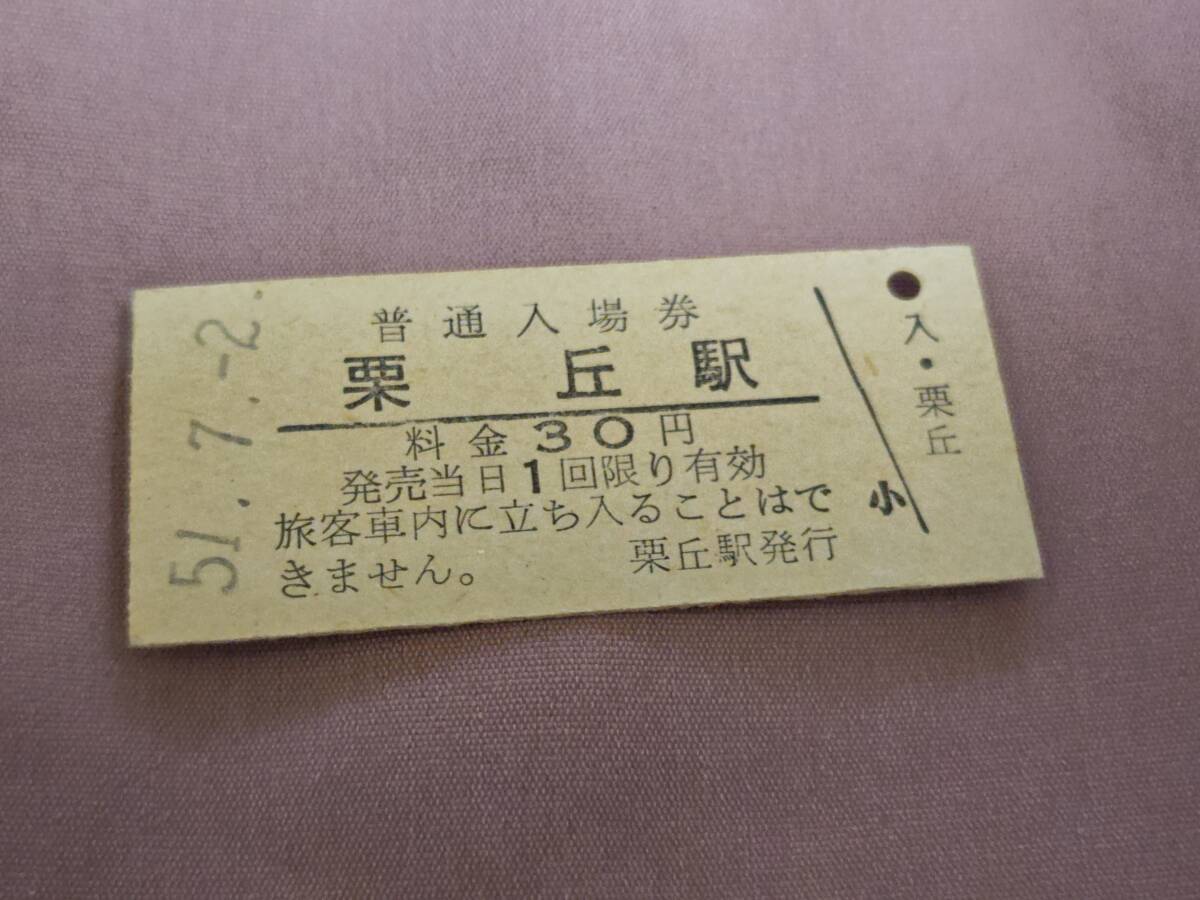 51.7.-2.
普通入場券
栗丘駅
料金30円
発売当日1回限り有効
旅客車内に立ち入ることはで
きません。 栗丘駅発行
小
入・栗丘